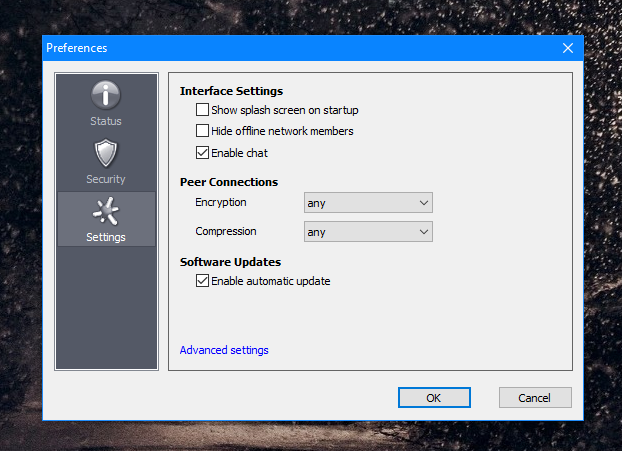 Preferences
Status
Security
Settings
Interface Settings
Show splash screen on startup
Hide offline network members
Enable chat
Peer Connections
Encryption any
Compression any
Software Updates
Enable automatic update
Advanced settings
OK Cancel